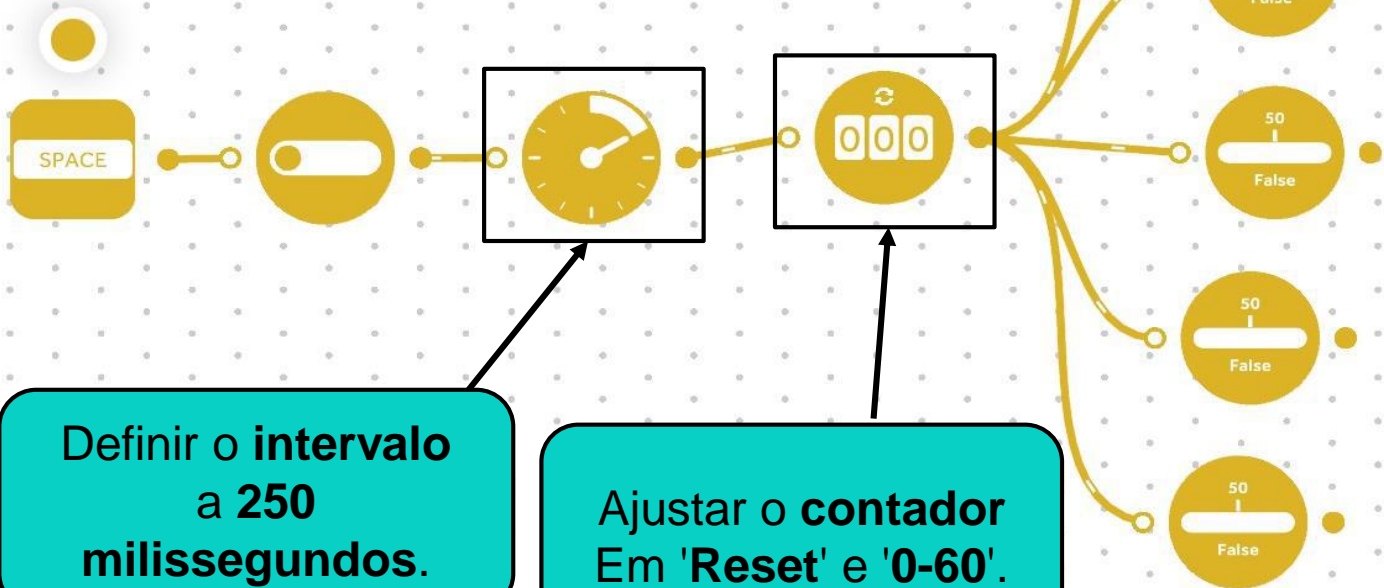 False
50
False
SPACE
000
50
False
50
False
Definir o intervalo
a 250
milissegundos.
Ajustar o contador
Em 'Reset' e '0-60'.